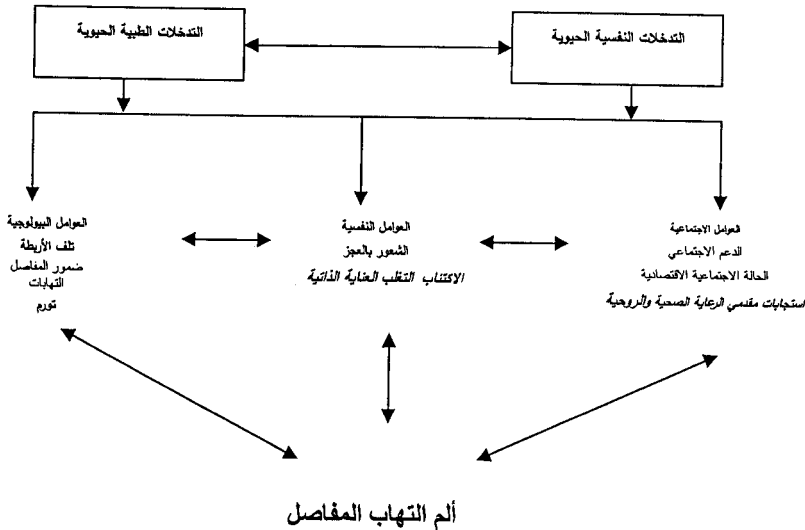 التدخلات النفسية الحيوية
التدخلات الطبية الحيوية
العوامل الاجتماعية
الدعم الاجتماعي
الحالة الاجتماعية الاقتصادية
استجابات مقدمي الرعاية الصحية والروحية
العوامل النفسية
الشعور بالعجز
الاكتئاب التغلب العناية الذاتية
العوامل البيولوجية
تلف الأربطة
ضمور المفاصل
التهابات
تورم
ألم التهاب المفاصل